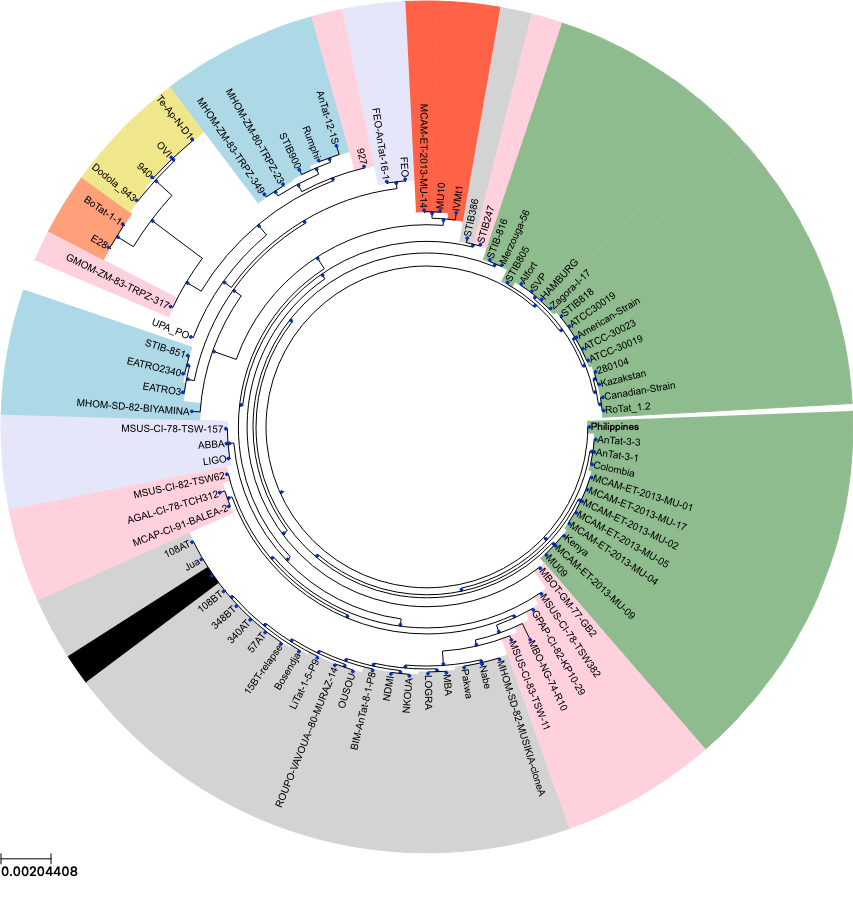 Te-Ap-N-D1
OVI
940
Dodola_943
BoTat-1-1
E28
GMOM-ZM-83-TRPZ-317
UPA_PO
STIB-851
EATRO2340
EATRO3
MHOM-SD-82-BIYAMINA
MSUS-CI-78-TSW-157
ABBA
LIGO
MSUS-CI-82-TSW62
AGAL-CI-78-TCH312
MCAP-CI-91-BALEA-2
108AT
Jua
108BT
348BT
340AT
57AT
15BT-relapse
Bosendja
LiTat-1-5-P9
ROUPO-VAVOUA--80-MURAZ-14
OUSOU
BIM-AnTat-8-1-P8
NDMI
NKOUA
LOGRA
MBA
Pakwa
Nabe
MHOM-SD-82-MUSIKIA-cloneA
MSUS-CI-83-TSW-11
MBO-NG-74-R10
GPAP-CI-82-KP10-29
MSUS-CI-78-TSW382
MBOT-GM-77-GB2
MU09
MCAM-ET-2013-MU-09
Kenya
MCAM-ET-2013-MU-04
MCAM-ET-2013-MU-05
MCAM-ET-2013-MU-02
MCAM-ET-2013-MU-17
MCAM-ET-2013-MU-01
Colombia
AnTat-3-1
AnTat-3-3
Philippines
RoTat_1.2
Canadian-Strain
Kazakstan
280104
ATCC-30019
ATCC-30023
American-Strain
ATCC30019
STIB818
Zagora-I-17
HAMBURG
SVP
Alfort
STIB805
Merzouga-56
STIB-816
STIB247
STIB386
IVMt1
MU10
MCAM-ET-2013-MU-14
FEO
FEO-AnTat-16-1
927
AnTat-12-1S
Rumphi
STIB900
MHOM-ZM-80-TRPZ-23
MHOM-ZM-83-TRPZ-349
0.00204408